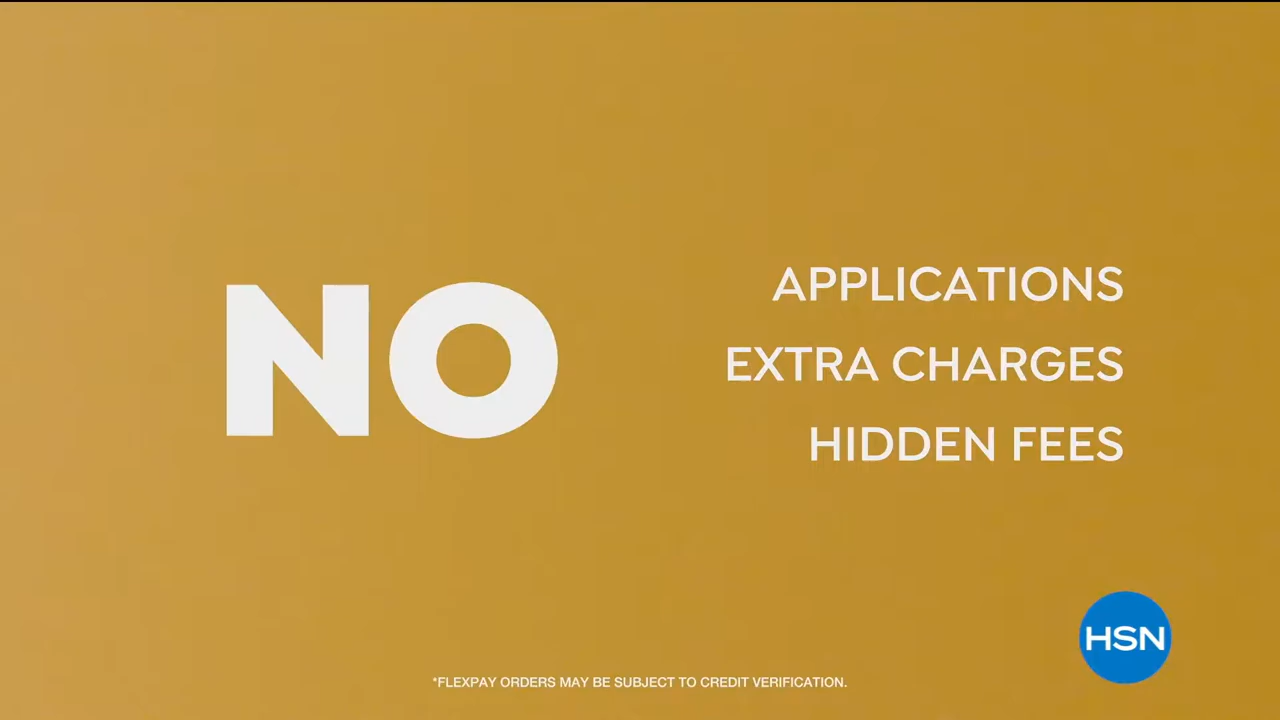 NO
APPLICATIONS
EXTRA CHARGES
HIDDEN FEES
HSN
*FLEXPAY ORDERS MAY BE SUBJECT TO CREDIT VERIFICATION.